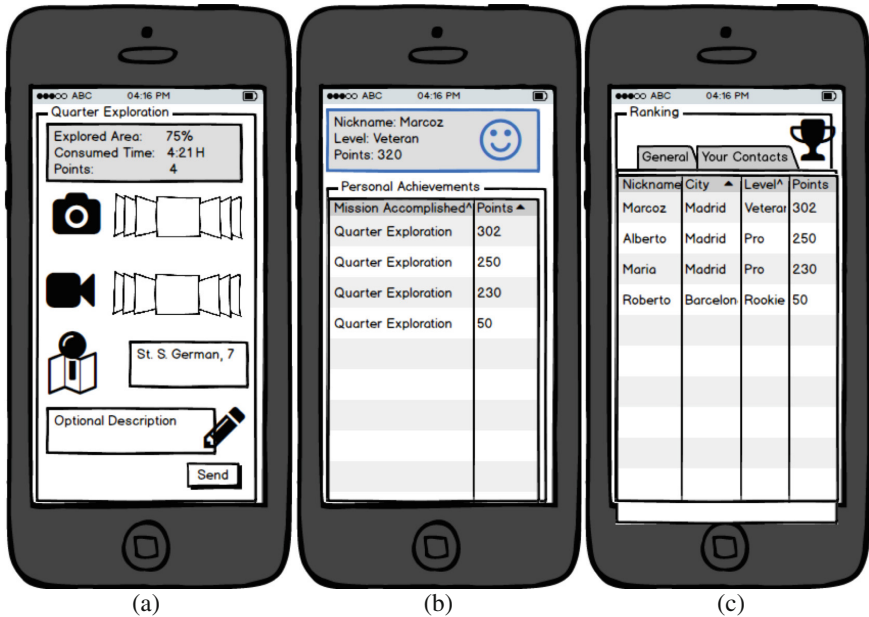 ABC 04:16 PM
Quarter Exploration
Explored Area: 75%
Consumed Time: 4:21 H
Points: 4
St. S. German, 7
Optional Description
Send
(a)
ABC 04:16 PM
Nickname: Marcoz
Level: Veteran
Points: 320
Personal Achievements
Mission Accomplished^ Points
Quarter Exploration 302
Quarter Exploration 250
Quarter Exploration 230
Quarter Exploration 50
(b)
ABC 04:16 PM
Ranking
General Your Contacts
Nickname City Level^ Points
Marcoz Madrid Veterar 302
Alberto Madrid Pro 250
Maria Madrid Pro 230
Roberto Barcelon Rookie 50
(c)